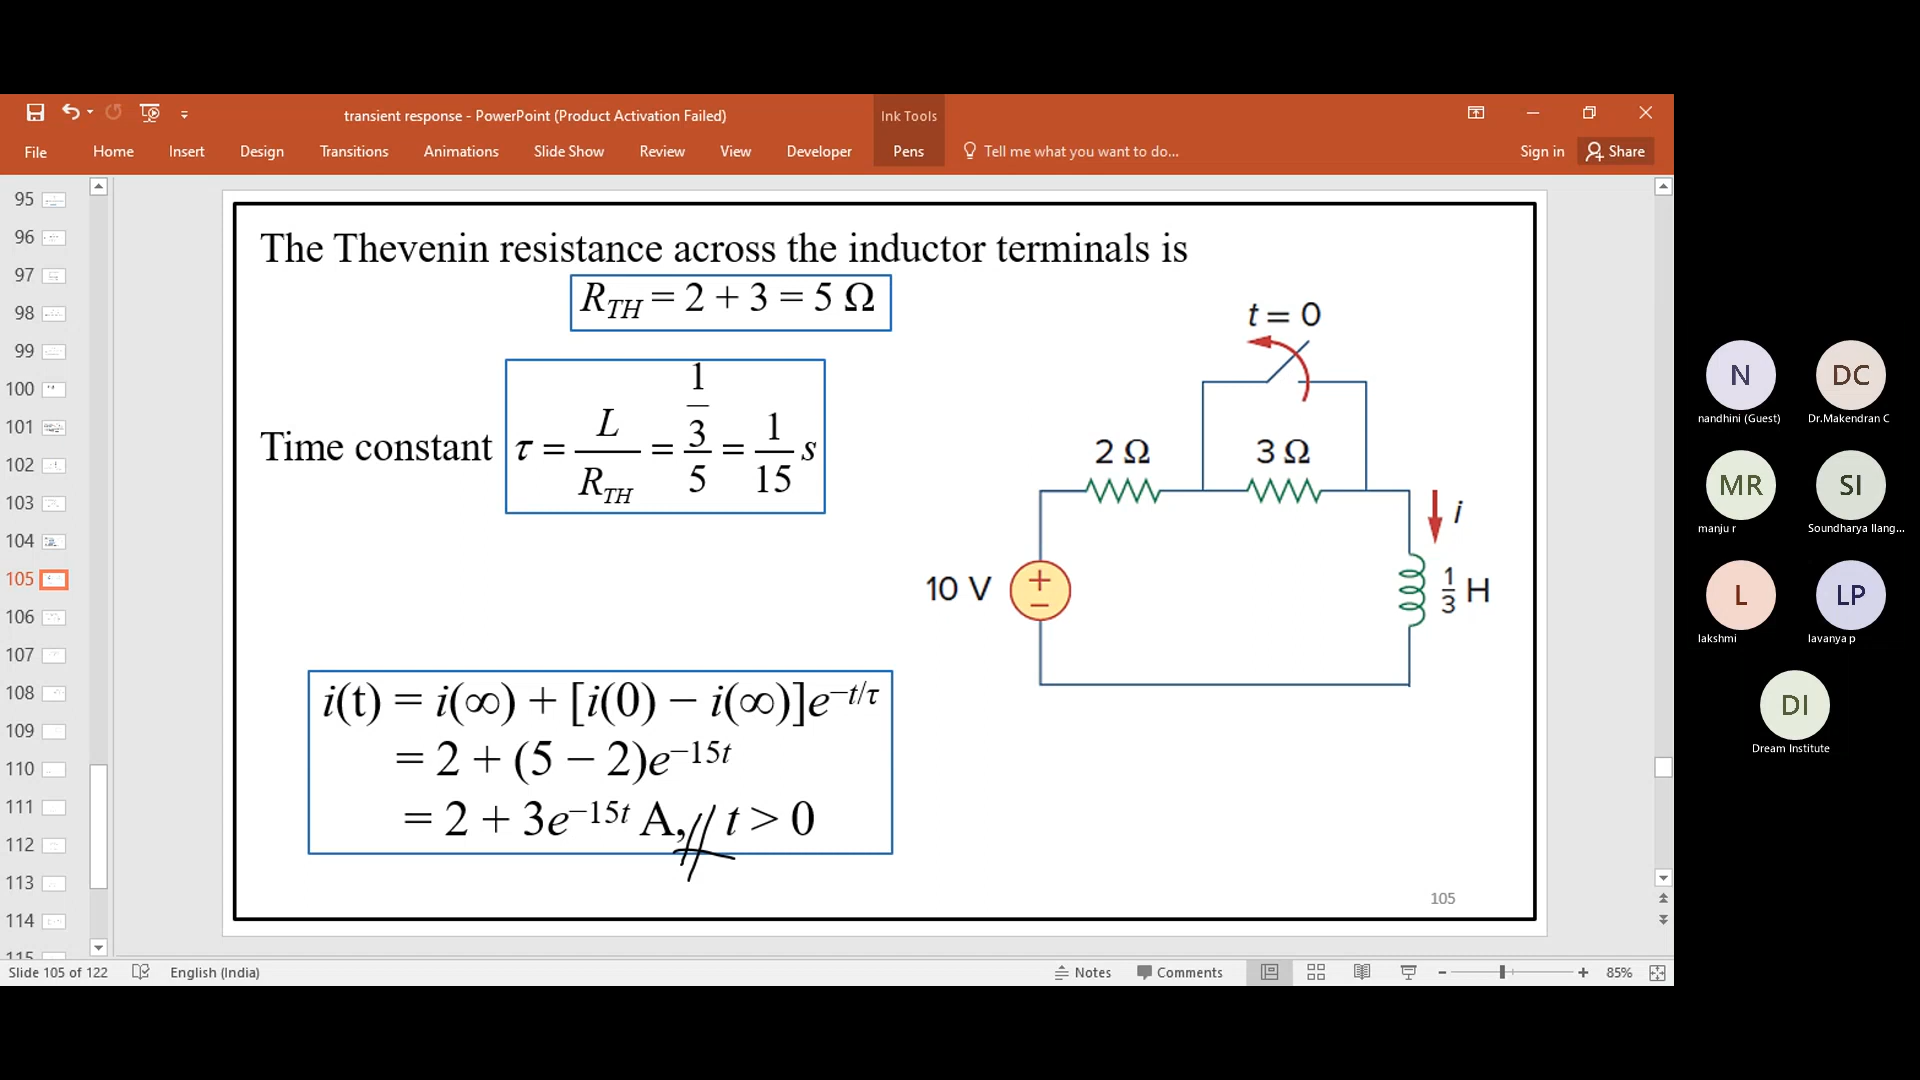 transient response - PowerPoint (Product Activation Failed)
Ink Tools
File Home Insert Design Transitions Animations Slide Show Review View Developer Pens Tell me what you want to do... Sign in Share
95
96
97
98
99
100
101
102
103
104
105
106
107
108
109
110
111
112
113
114
115
The Thevenin resistance across the inductor terminals is
R_TH = 2 + 3 = 5 Ω
Time constant τ = L/R_TH = (1/3)/5 = 1/15 s
i(t) = i(∞) + [i(0) − i(∞)]e^−t/τ
= 2 + (5 − 2)e^−15t
= 2 + 3e^−15t A, t > 0
t = 0
2 Ω
3 Ω
i
10 V
+
−
1/3 H
105
Slide 105 of 122 English (India) Notes Comments 85%
N
nandhini (Guest)
DC
Dr.Makendran C
MR
manju r
SI
Soundharya Ilang...
L
lakshmi
LP
lavanya p
DI
Dream Institute